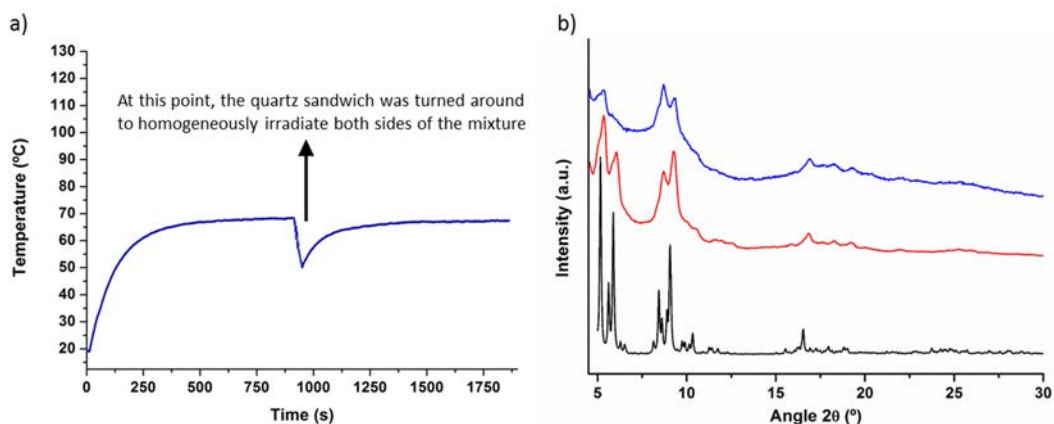 a)
130
120
110
100
90
80
70
60
50
40
30
20
Temperature (ºC)
At this point, the quartz sandwich was turned around
to homogeneously irradiate both sides of the mixture
0 250 500 750 1000 1250 1500 1750
Time (s)
b)
Intensity (a.u.)
5 10 15 20 25 30
Angle 2θ (º)